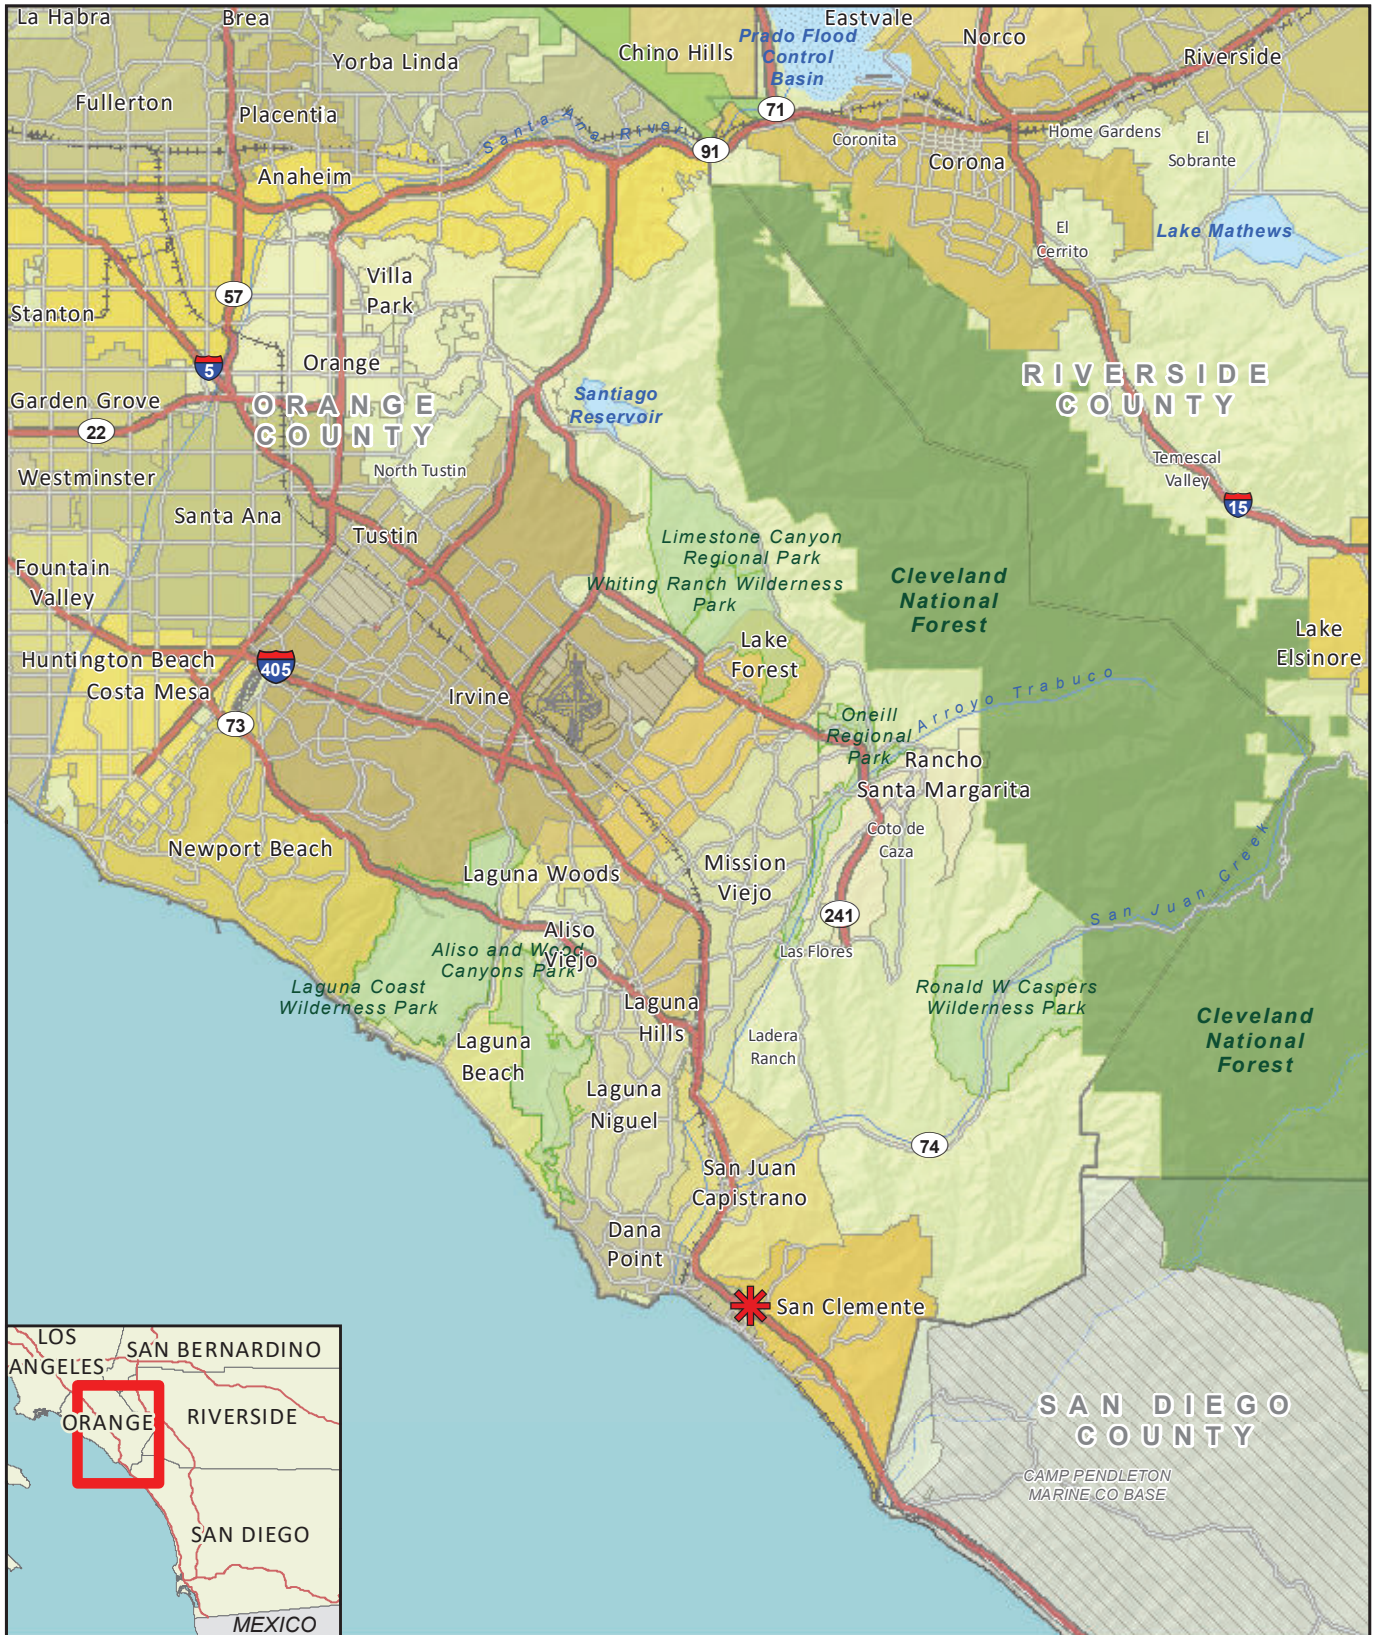 La Habra
Brea
Eastvale
Prado Flood
Control
Basin
Norco
Yorba Linda
Chino Hills
Riverside
Fullerton
Placentia
71
Santa Ana River
91
Coronita
Home Gardens
El
Sobrante
Corona
Anaheim
El
Cerrito
Lake Mathews
Villa
Park
57
Stanton
5
Orange
RIVERSIDE
COUNTY
Santiago
Reservoir
Garden Grove
ORANGE
COUNTY
22
Westminster
North Tustin
Temescal
Valley
15
Santa Ana
Tustin
Limestone Canyon
Regional Park
Whiting Ranch Wilderness
Park
Cleveland
National
Forest
Fountain
Valley
Lake
Forest
Lake
Elsinore
Huntington Beach
405
Costa Mesa
Irvine
Arroyo Trabuco
73
Oneill
Regional
Park
Rancho
Santa Margarita
Coto de
Caza
Newport Beach
Laguna Woods
Mission
Viejo
San Juan Creek
241
Aliso
Viejo
Aliso and Wood
Canyons Park
Las Flores
Laguna Coast
Wilderness Park
Ronald W Caspers
Wilderness Park
Laguna
Hills
Cleveland
National
Forest
Laguna
Beach
Ladera
Ranch
Laguna
Niguel
74
San Juan
Capistrano
Dana
Point
San Clemente
SAN DIEGO
COUNTY
CAMP PENDLETON
MARINE CO BASE
LOS
ANGELES
SAN BERNARDINO
ORANGE
RIVERSIDE
SAN DIEGO
MEXICO